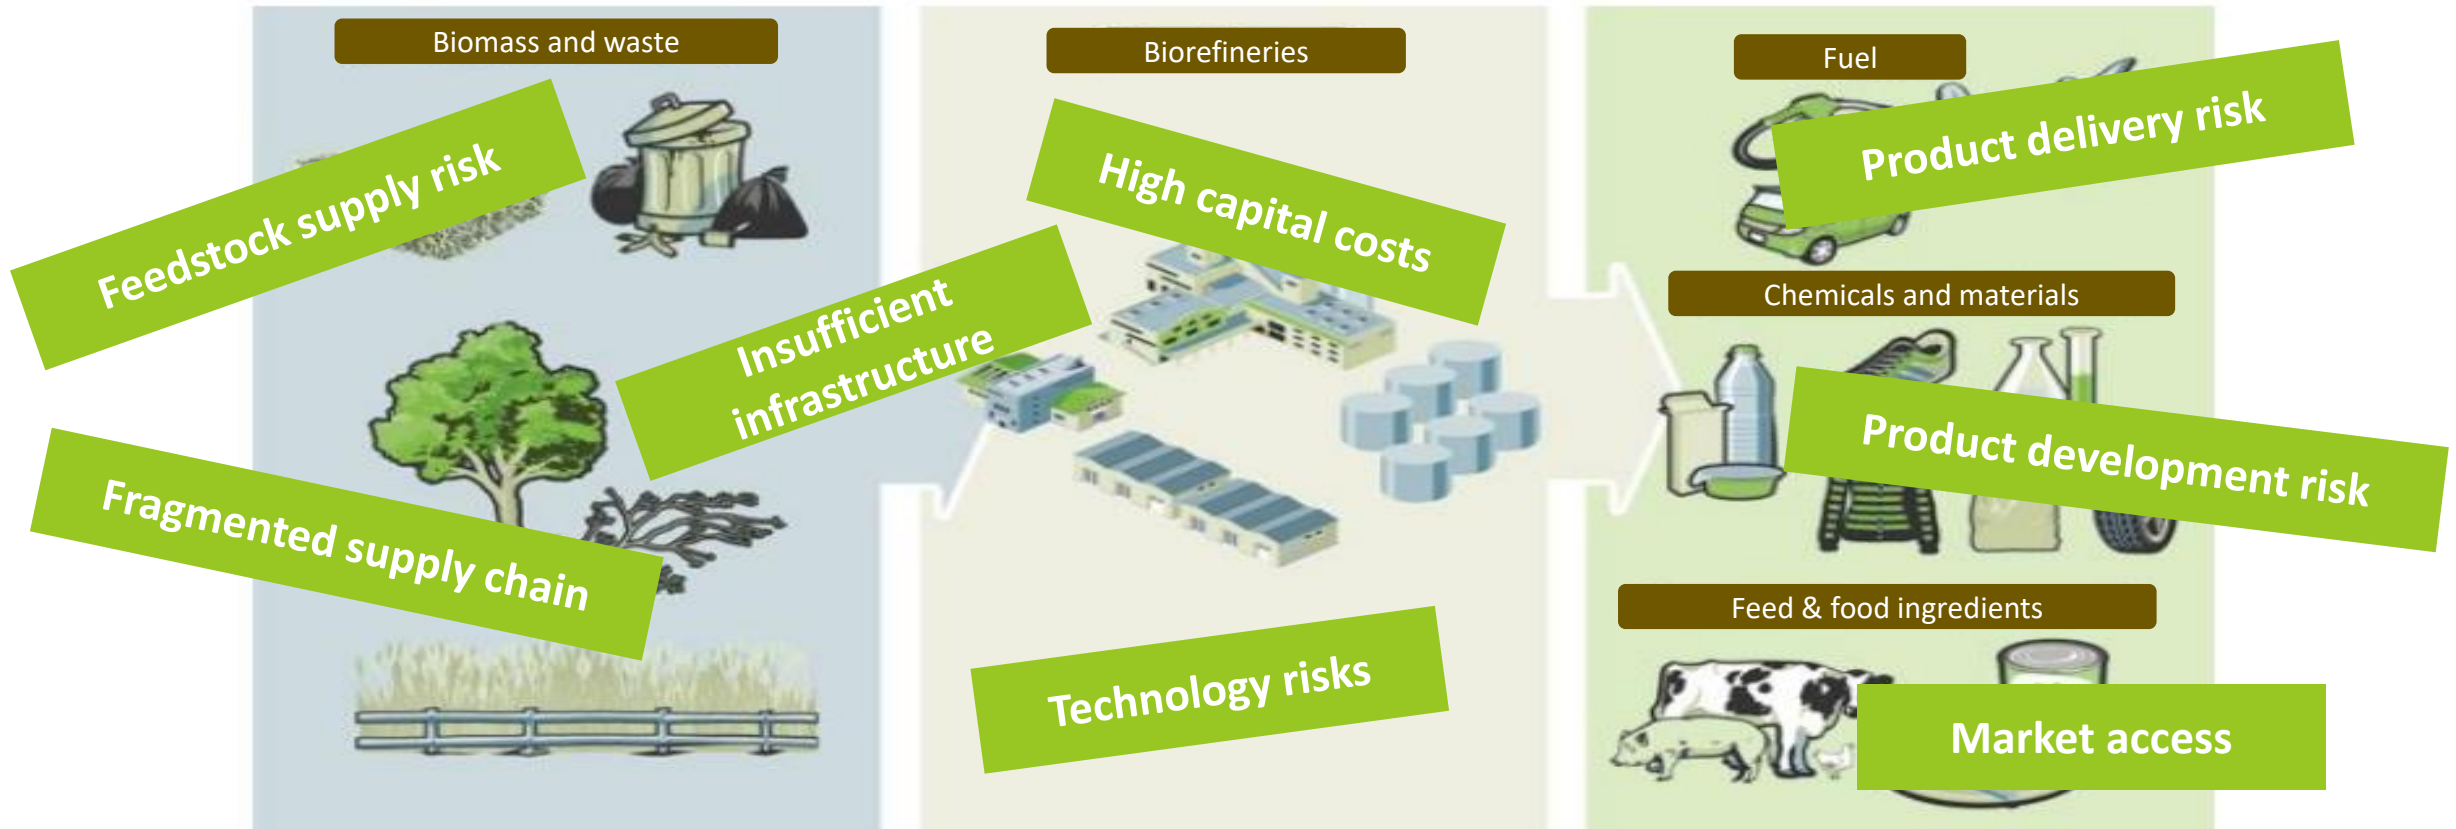 Biomass and waste
Feedstock supply risk
Fragmented supply chain
Insufficient
infrastructure
Biorefineries
High capital costs
Technology risks
Fuel
Product delivery risk
Chemicals and materials
Product development risk
Feed & food ingredients
Market access